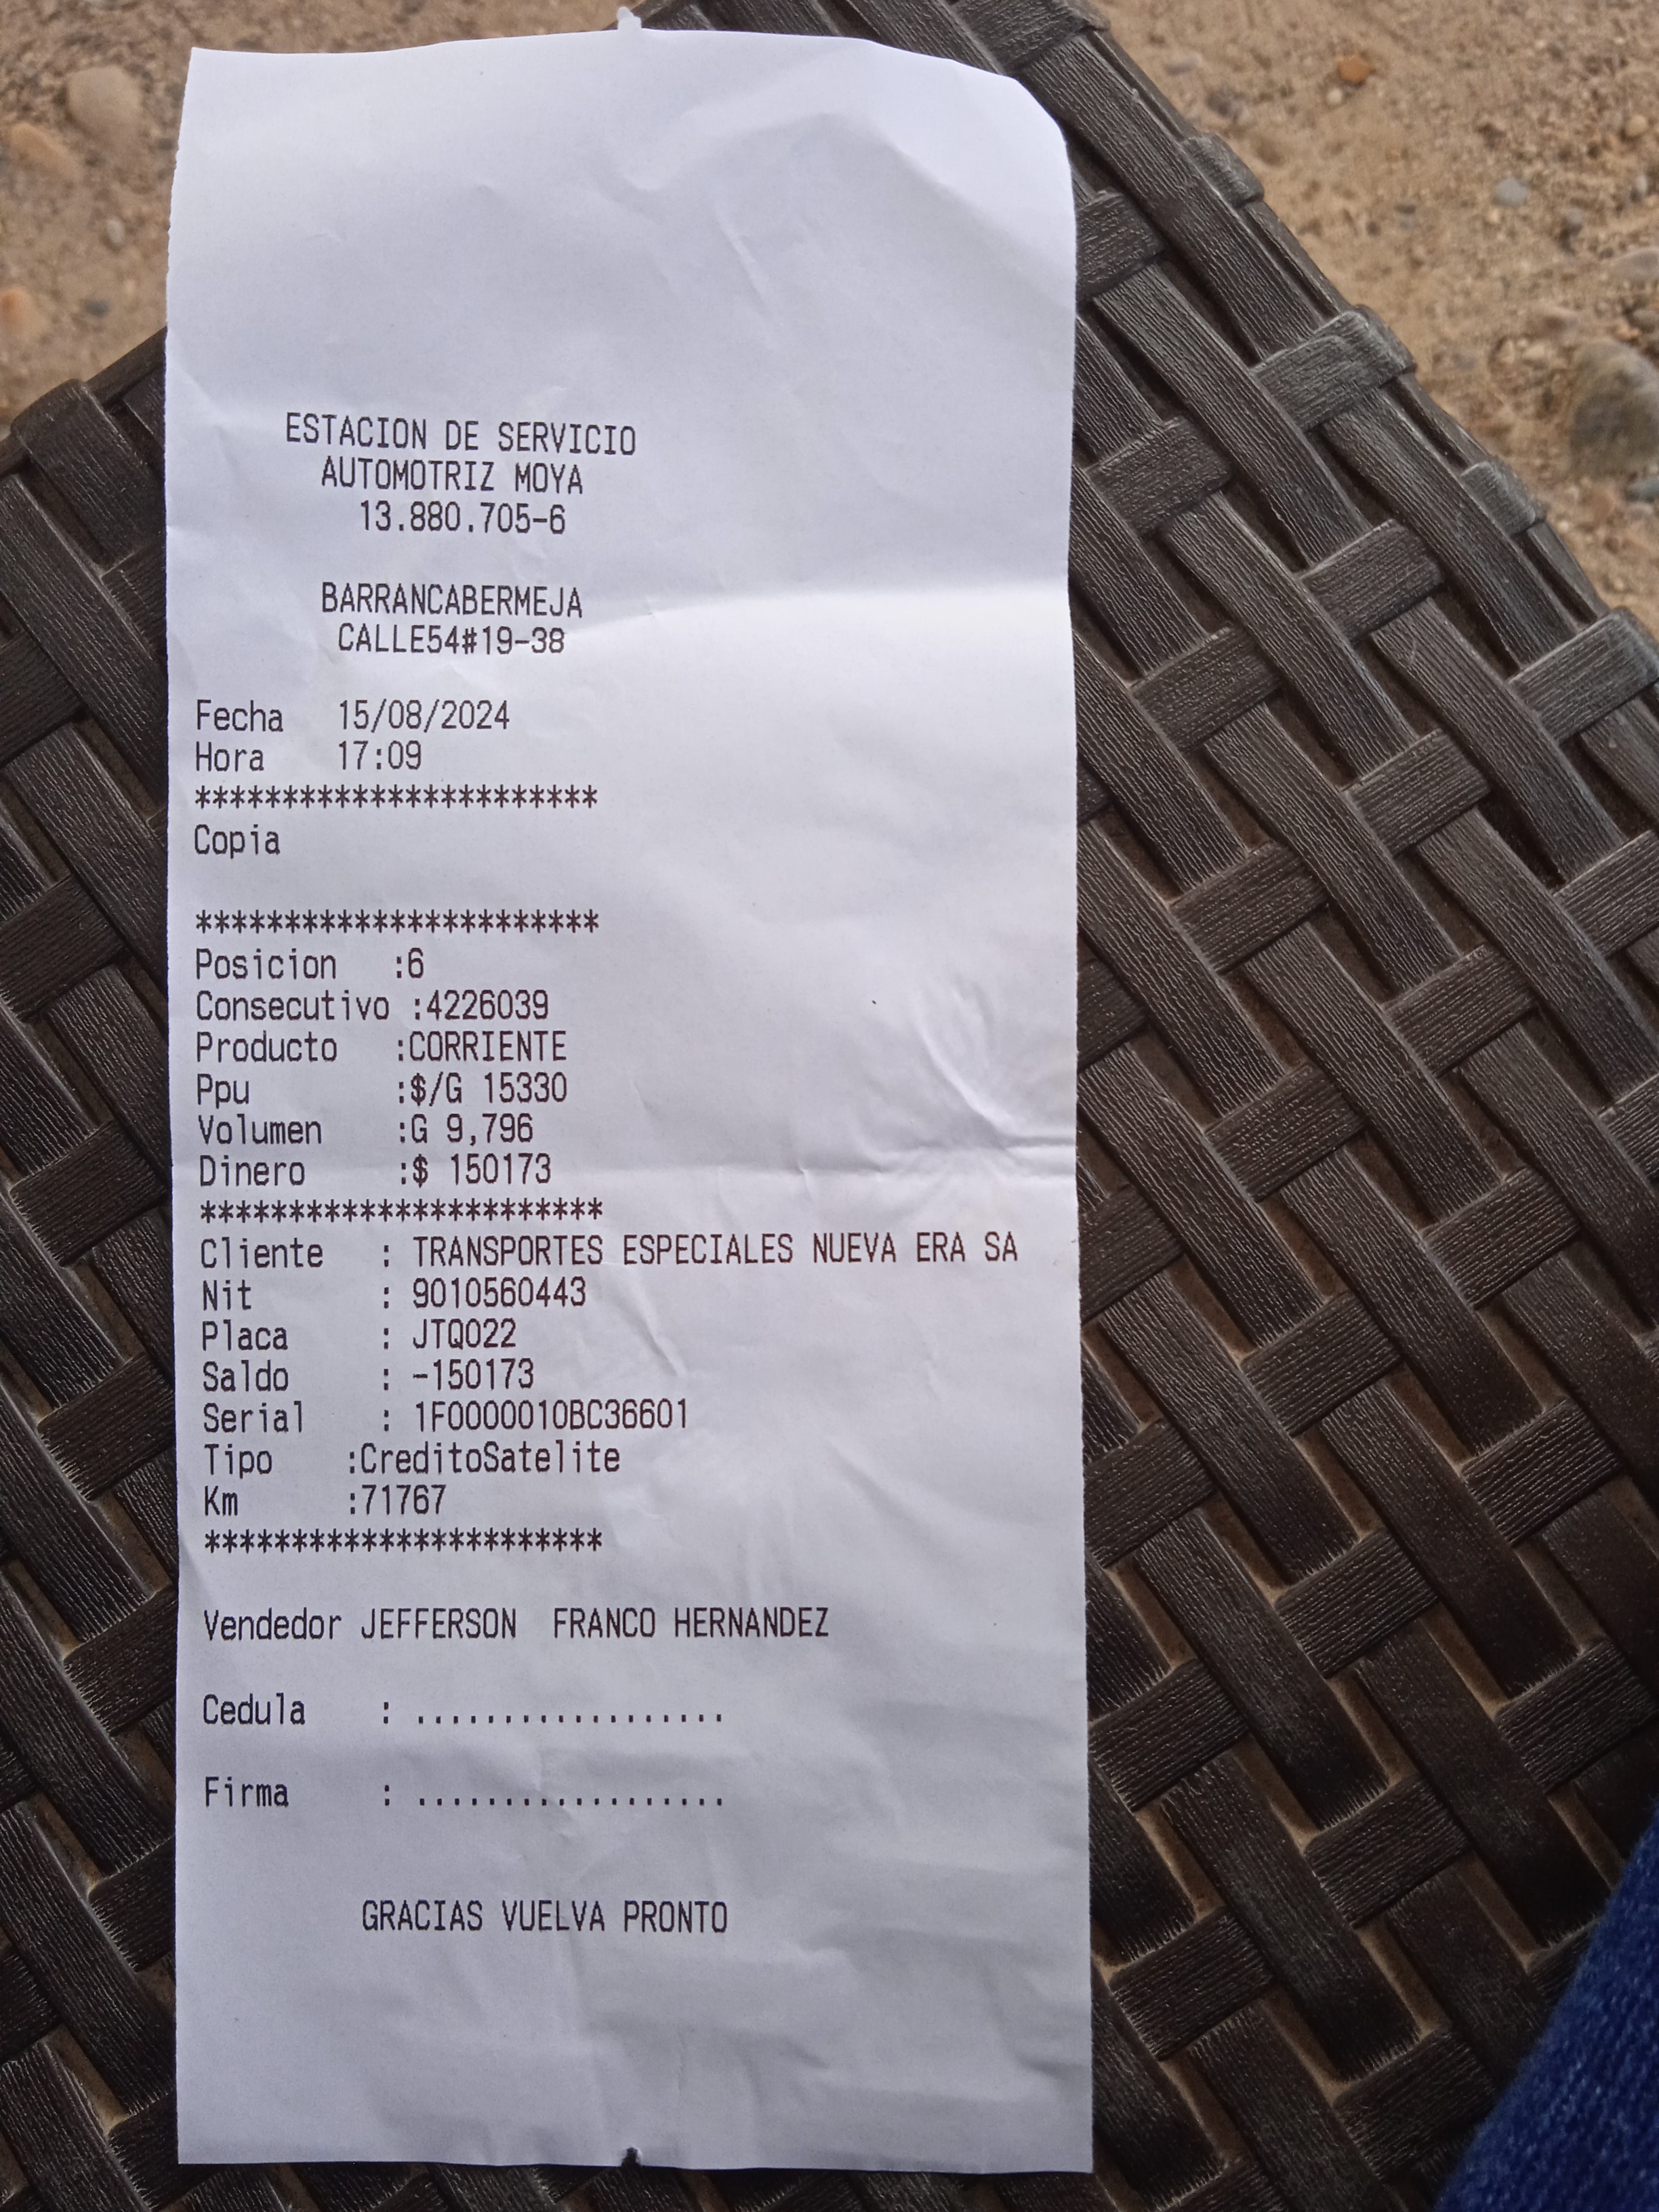 ESTACION DE SERVICIO
AUTOMOTRIZ MOYA
13.880.705-6
BARRANCABERMEJA
CALLE54#19-38
Fecha 15/08/2024
Hora 17:09
***********************
Copia
***********************
Posicion :6
Consecutivo :4226039
Producto :CORRIENTE
Ppu :$/G 15330
Volumen :G 9,796
Dinero :$ 150173
***********************
Cliente : TRANSPORTES ESPECIALES NUEVA ERA SA
Nit : 9010560443
Placa : JTQ022
Saldo : -150173
Serial : 1F0000010BC36601
Tipo :CreditoSatelite
Km :71767
***********************
Vendedor JEFFERSON FRANCO HERNANDEZ
Cedula : ..................
Firma : ..................
GRACIAS VUELVA PRONTO